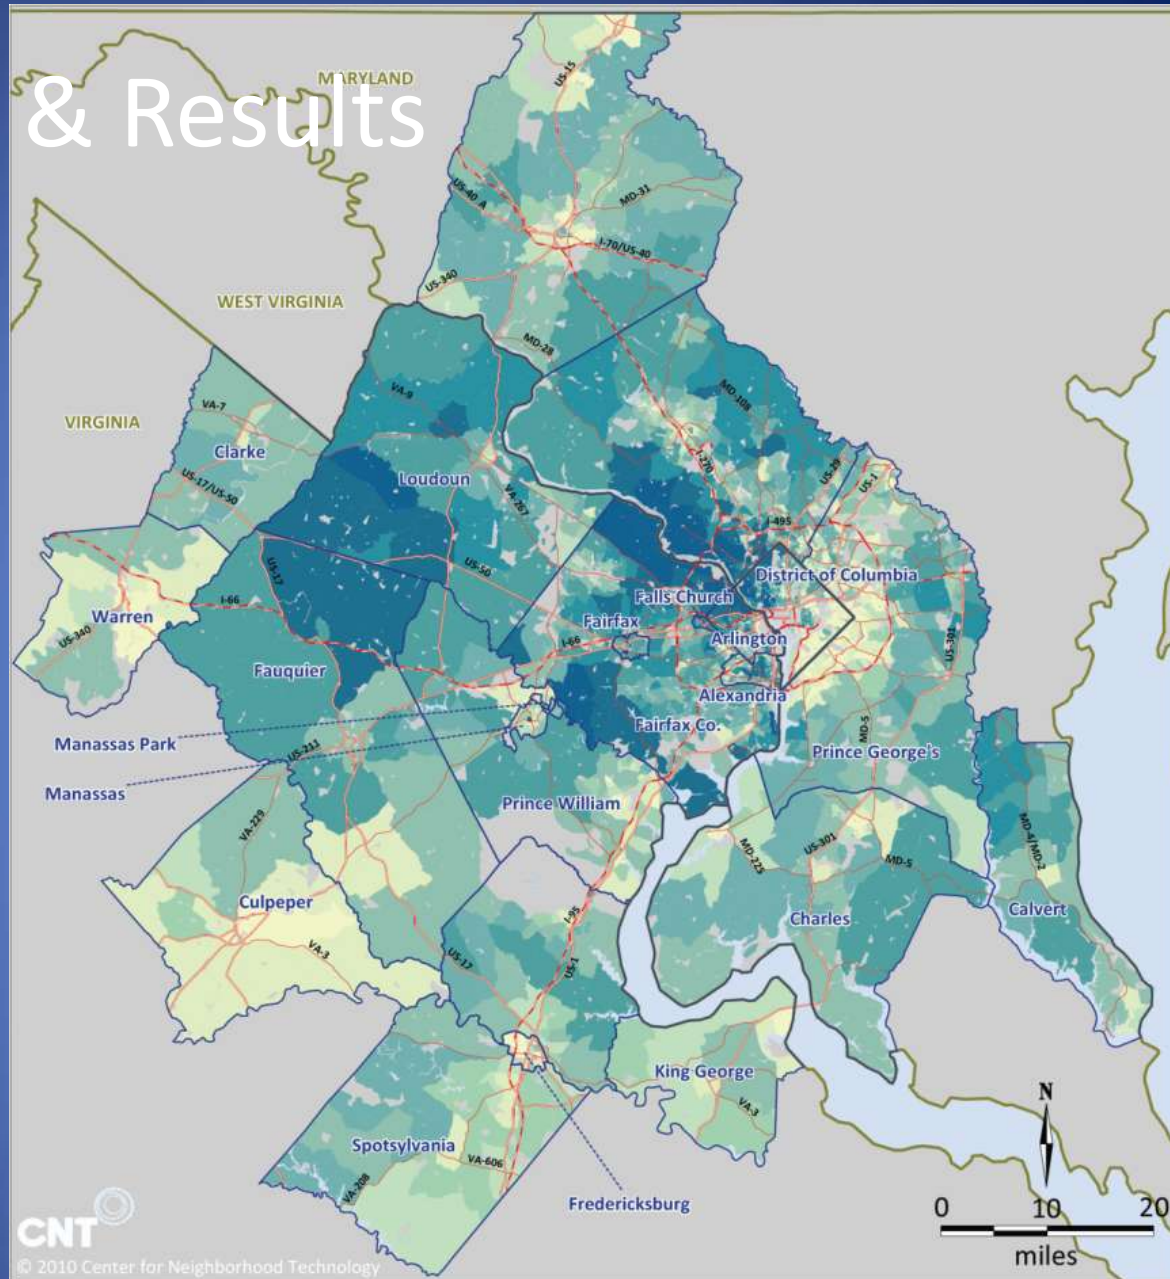 & Results
MARYLAND
US-15
US-40 A
MD-31
I-70/US-40
US-340
WEST VIRGINIA
MD-28
VIRGINIA
VA-7
VA-9
MD-108
Clarke
Loudoun
I-270
US-29
US-1
US-17/US-50
VA-267
I-495
US-17
US-50
District of Columbia
I-66
Falls Church
Warren
Fairfax
Arlington
US-340
I-66
US-301
Fauquier
Alexandria
Fairfax Co.
Manassas Park
US-211
MD-5
Prince George's
Manassas
Prince William
VA-229
US-301
MD-225
MD-5
MD-4/MD-2
Culpeper
I-95
Charles
Calvert
VA-3
US-17
US-1
King George
VA-3
Spotsylvania
VA-606
VA-208
Fredericksburg
N
0 10 20
miles
CNT
© 2010 Center for Neighborhood Technology